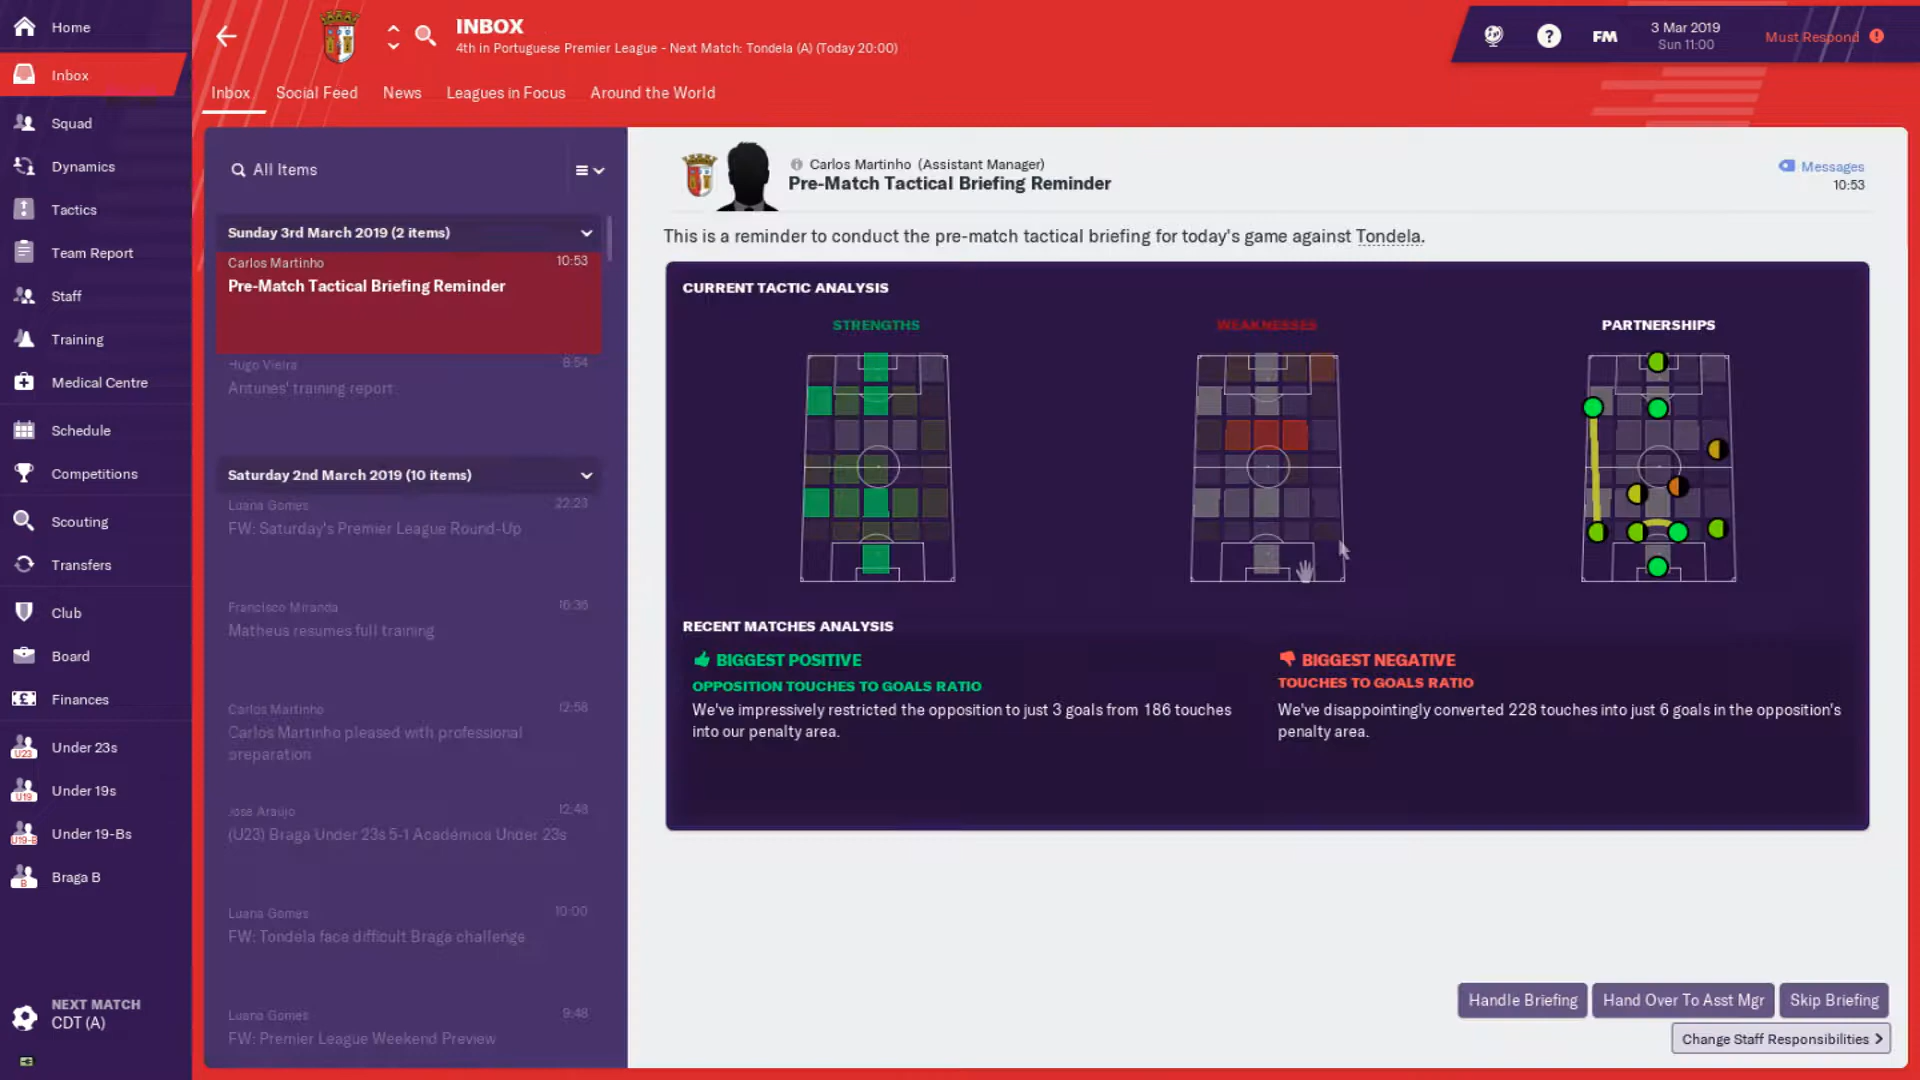 Home
Inbox
Squad
Dynamics
Tactics
Team Report
Staff
Training
Medical Centre
Schedule
Competitions
Scouting
Transfers
Club
Board
Finances
U23
Under 23s
U19
Under 19s
U19-B
Under 19-Bs
B
Braga B
NEXT MATCH
CDT (A)
INBOX
4th in Portuguese Premier League - Next Match: Tondela (A) (Today 20:00)
FM
3 Mar 2019
Sun 11:00
Must Respond
Inbox Social Feed News Leagues in Focus Around the World
All Items
Sunday 3rd March 2019 (2 items)
Carlos Martinho 10:53
Pre-Match Tactical Briefing Reminder
Hugo Vieira 8:54
Antunes' training report
Saturday 2nd March 2019 (10 items)
Luana Gomes 22:23
FW: Saturday's Premier League Round-Up
Francisco Miranda 16:36
Matheus resumes full training
Carlos Martinho 12:58
Carlos Martinho pleased with professional
preparation
José Araújo 12:43
(U23) Braga Under 23s 5-1 Académica Under 23s
Luana Gomes 10:00
FW: Tondela face difficult Braga challenge
Luana Gomes 9:48
FW: Premier League Weekend Preview
Carlos Martinho (Assistant Manager)
Pre-Match Tactical Briefing Reminder
Messages
10:53
This is a reminder to conduct the pre-match tactical briefing for today's game against Tondela.
CURRENT TACTIC ANALYSIS
STRENGTHS
WEAKNESSES
PARTNERSHIPS
RECENT MATCHES ANALYSIS
BIGGEST POSITIVE
OPPOSITION TOUCHES TO GOALS RATIO
We've impressively restricted the opposition to just 3 goals from 186 touches
into our penalty area.
BIGGEST NEGATIVE
TOUCHES TO GOALS RATIO
We've disappointingly converted 228 touches into just 6 goals in the opposition's
penalty area.
Handle Briefing
Hand Over To Asst Mgr
Skip Briefing
Change Staff Responsibilities